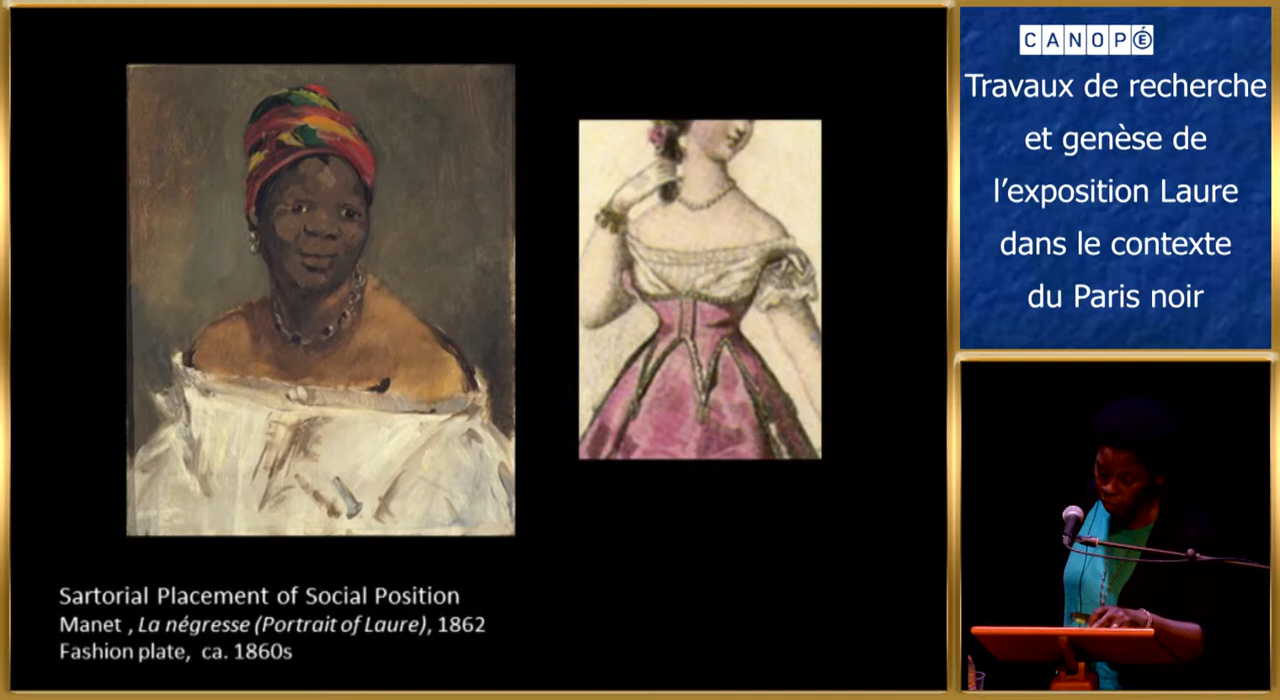 CANOPÉ
Travaux de recherche
et genèse de
l'exposition Laure
dans le contexte
du Paris noir
Sartorial Placement of Social Position
Manet , La négresse (Portrait of Laure), 1862
Fashion plate, ca. 1860s